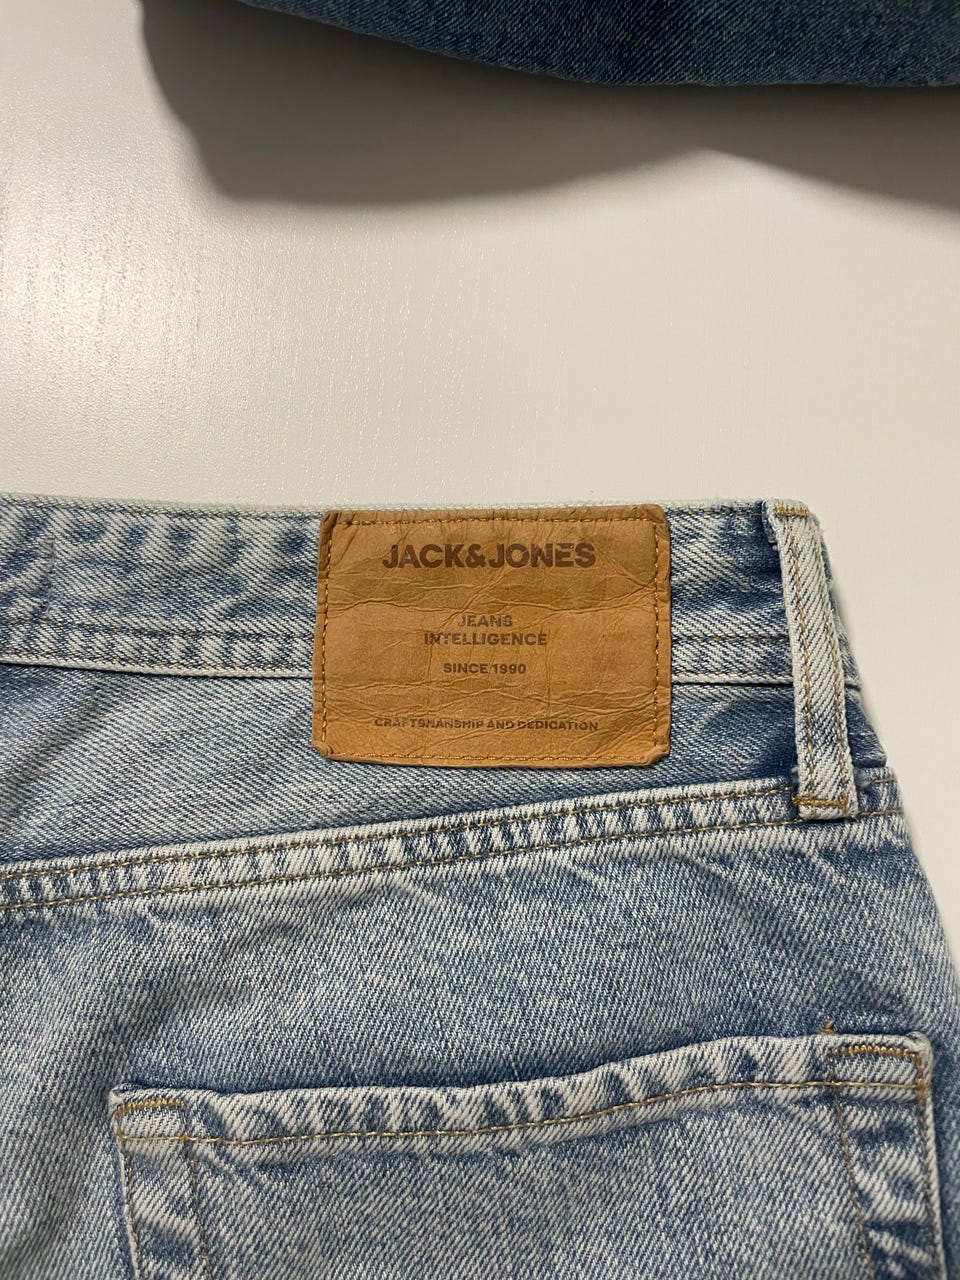 JACK&JONES
JEANS
INTELLIGENCE
SINCE 1990
CRAFTSMANSHIP AND DEDICATION